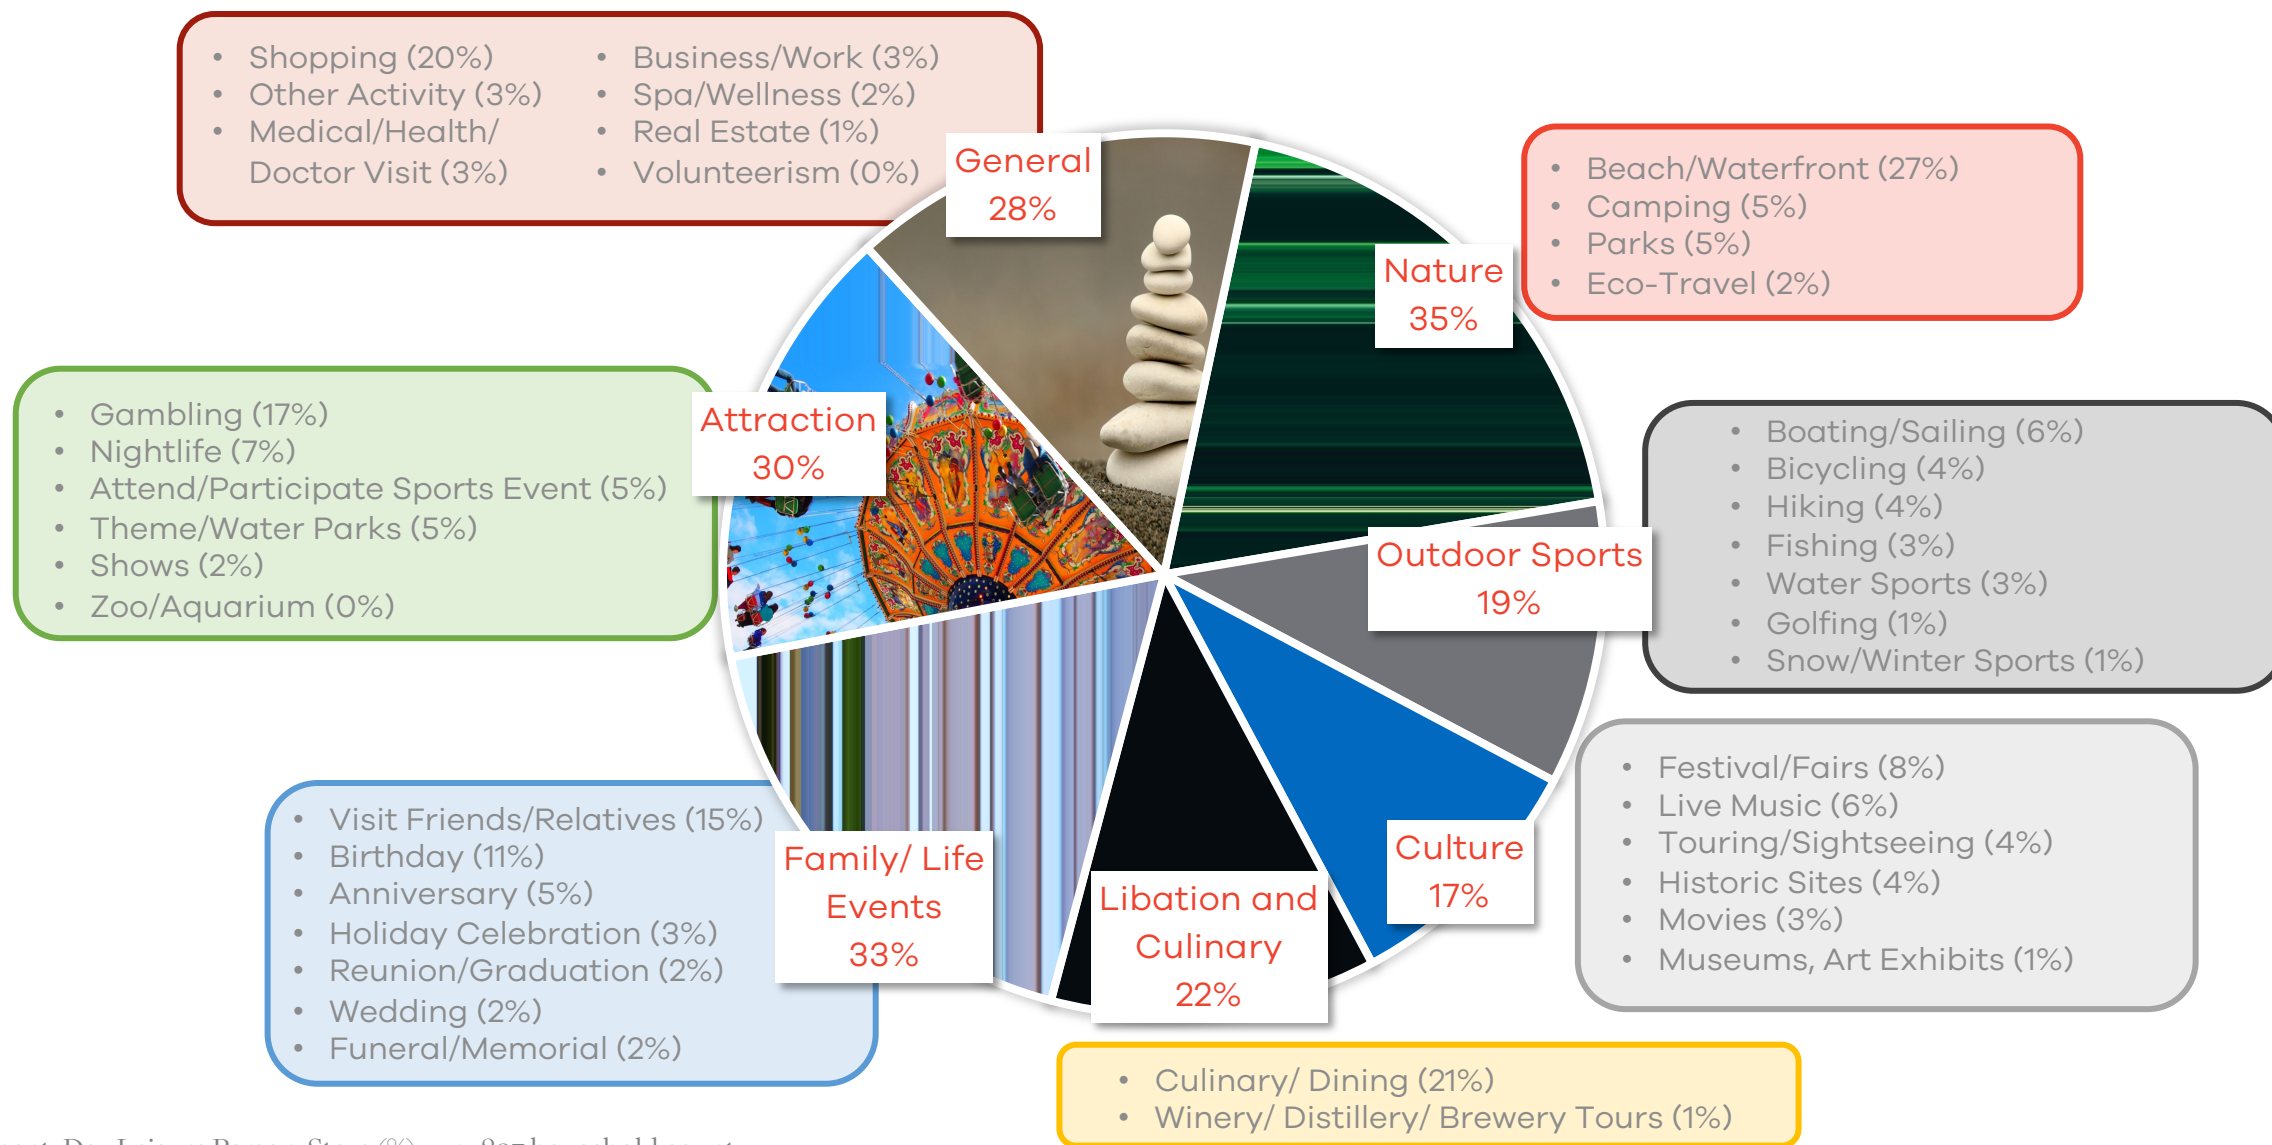 • Shopping (20%)
• Other Activity (3%)
• Medical/Health/
Doctor Visit (3%)
• Business/Work (3%)
• Spa/Wellness (2%)
• Real Estate (1%)
• Volunteerism (0%)
General
28%
Nature
35%
• Beach/Waterfront (27%)
• Camping (5%)
• Parks (5%)
• Eco-Travel (2%)
Attraction
30%
• Gambling (17%)
• Nightlife (7%)
• Attend/Participate Sports Event (5%)
• Theme/Water Parks (5%)
• Shows (2%)
• Zoo/Aquarium (0%)
Outdoor Sports
19%
• Boating/Sailing (6%)
• Bicycling (4%)
• Hiking (4%)
• Fishing (3%)
• Water Sports (3%)
• Golfing (1%)
• Snow/Winter Sports (1%)
• Visit Friends/Relatives (15%)
• Birthday (11%)
• Anniversary (5%)
• Holiday Celebration (3%)
• Reunion/Graduation (2%)
• Wedding (2%)
• Funeral/Memorial (2%)
Family/ Life
Events
33%
Libation and
Culinary
22%
Culture
17%
• Festival/Fairs (8%)
• Live Music (6%)
• Touring/Sightseeing (4%)
• Historic Sites (4%)
• Movies (3%)
• Museums, Art Exhibits (1%)
• Culinary/ Dining (21%)
• Winery/ Distillery/ Brewery Tours (1%)